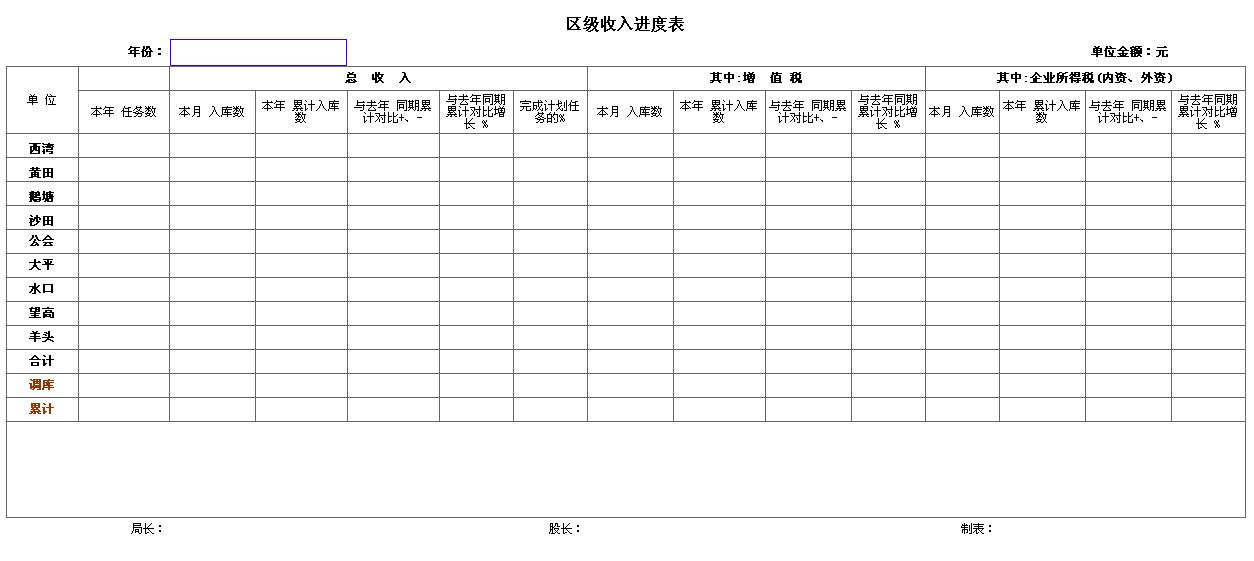 区级收入进度表
年份： 单位金额：元
单 位 总 收 入 其中:增 值 税 其中:企业所得税(内资、外资)
本年 任务数 本月 入库数 本年 累计入库数 与去年 同期累计对比+、- 与去年同期累计对比增长 % 完成计划任务的% 本月 入库数 本年 累计入库数 与去年 同期累计对比+、- 与去年同期累计对比增长 % 本月 入库数 本年 累计入库数 与去年 同期累计对比+、- 与去年同期累计对比增长 %
西湾
黄田
鹅塘
沙田
公会
大平
水口
望高
羊头
合计
调库
累计
局长： 股长： 制表：